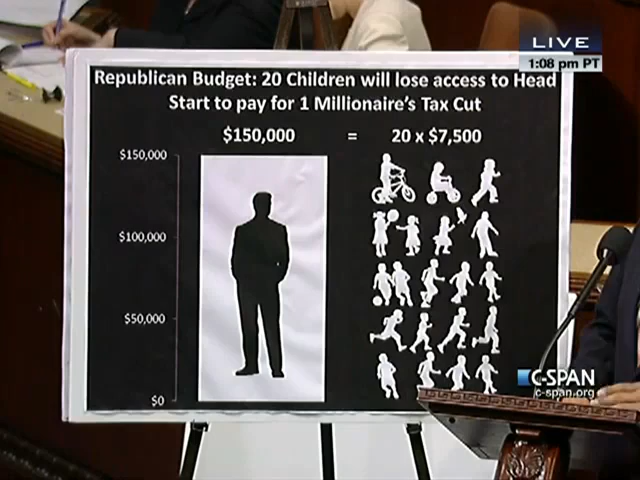 LIVE
1:08 pm PT
Republican Budget: 20 Children will lose access to Head
Start to pay for 1 Millionaire's Tax Cut
$150,000 = 20 x $7,500
$150,000
$100,000
$50,000
$0
C-SPAN
c-span.org